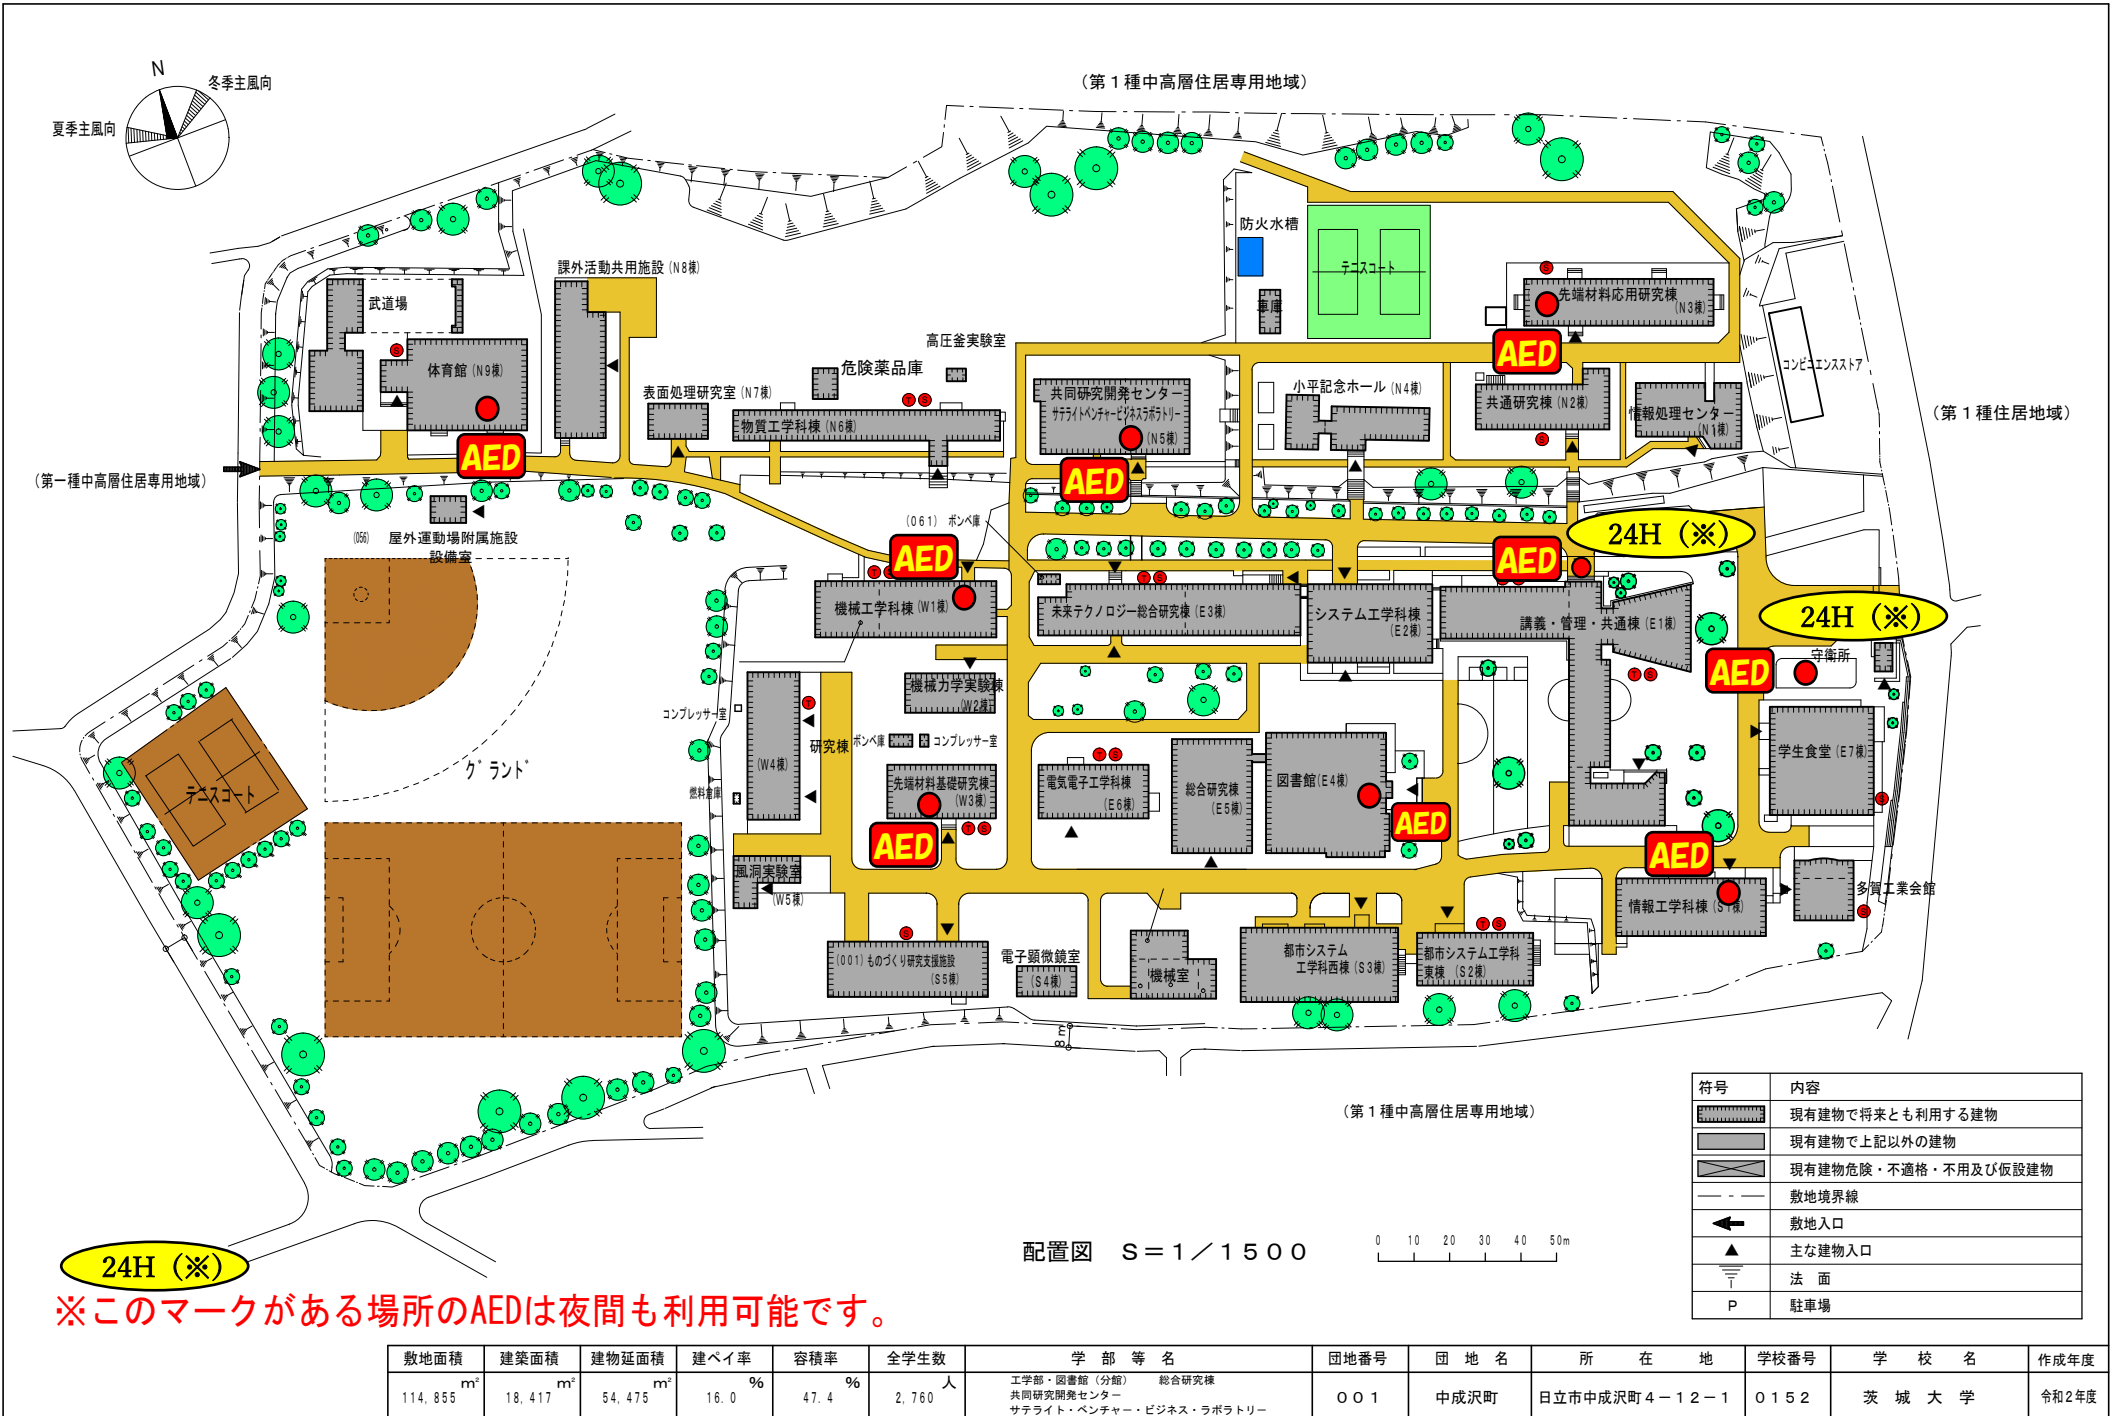 N
冬季主風向
夏季主風向
(第1種中高層住居専用地域)
防火水槽
テニスコート
車庫
先端材料応用研究棟
(N3棟)
コンビニエンスストア
(第1種住居地域)
課外活動共用施設(N8棟)
武道場
体育館(N9棟)
高圧釜実験室
危険薬品庫
表面処理研究室(N7棟)
物質工学科棟(N6棟)
共同研究開発センター
サテライトベンチャービジネスラボラトリー
(N5棟)
小平記念ホール(N4棟)
共通研究棟(N2棟)
情報処理センター
(N1棟)
AED
AED
AED
(第一種中高層住居専用地域)
(056) 屋外運動場附属施設
設備室
(061) ボンベ庫
AED
AED
24H (※)
24H (※)
機械工学科棟(W1棟)
未来テクノロジー総合研究棟(E3棟)
システム工学科棟
(E2棟)
講義・管理・共通棟(E1棟)
守衛所
AED
機械力学実験棟
(W2棟)
コンプレッサー室
ボンベ庫
コンプレッサー室
研究棟
(W4棟)
グランド
テニスコート
燃料倉庫
先端材料基礎研究棟
(W3棟)
電気電子工学科棟
(E6棟)
総合研究棟
(E5棟)
図書館(E4棟)
学生食堂(E7棟)
AED
AED
AED
風洞実験室
(W5棟)
情報工学科棟(S1棟)
多賀工業会館
(001)ものづくり研究支援施設
(S5棟)
電子顕微鏡室
(S4棟)
機械室
都市システム
工学科西棟(S3棟)
都市システム工学科
東棟 (S2棟)
8m
(第1種中高層住居専用地域)
符号 内容
現有建物で将来とも利用する建物
現有建物で上記以外の建物
現有建物危険・不適格・不用及び仮設建物
敷地境界線
敷地入口
主な建物入口
法 面
P 駐車場
配置図 S=1/1500
0 10 20 30 40 50m
24H (※)
※このマークがある場所のAEDは夜間も利用可能です。
敷地面積 建築面積 建物延面積 建ペイ率 容積率 全学生数 学部等名 団地番号 団地名 所在地 学校番号 学校名 作成年度
114,855㎡ 18,417㎡ 54,475㎡ 16.0% 47.4% 2,760人 工学部・図書館(分館) 総合研究棟
共同研究開発センター
サテライト・ベンチャー・ビジネス・ラボラトリー
001 中成沢町 日立市中成沢町4-12-1 0152 茨城大学 令和2年度